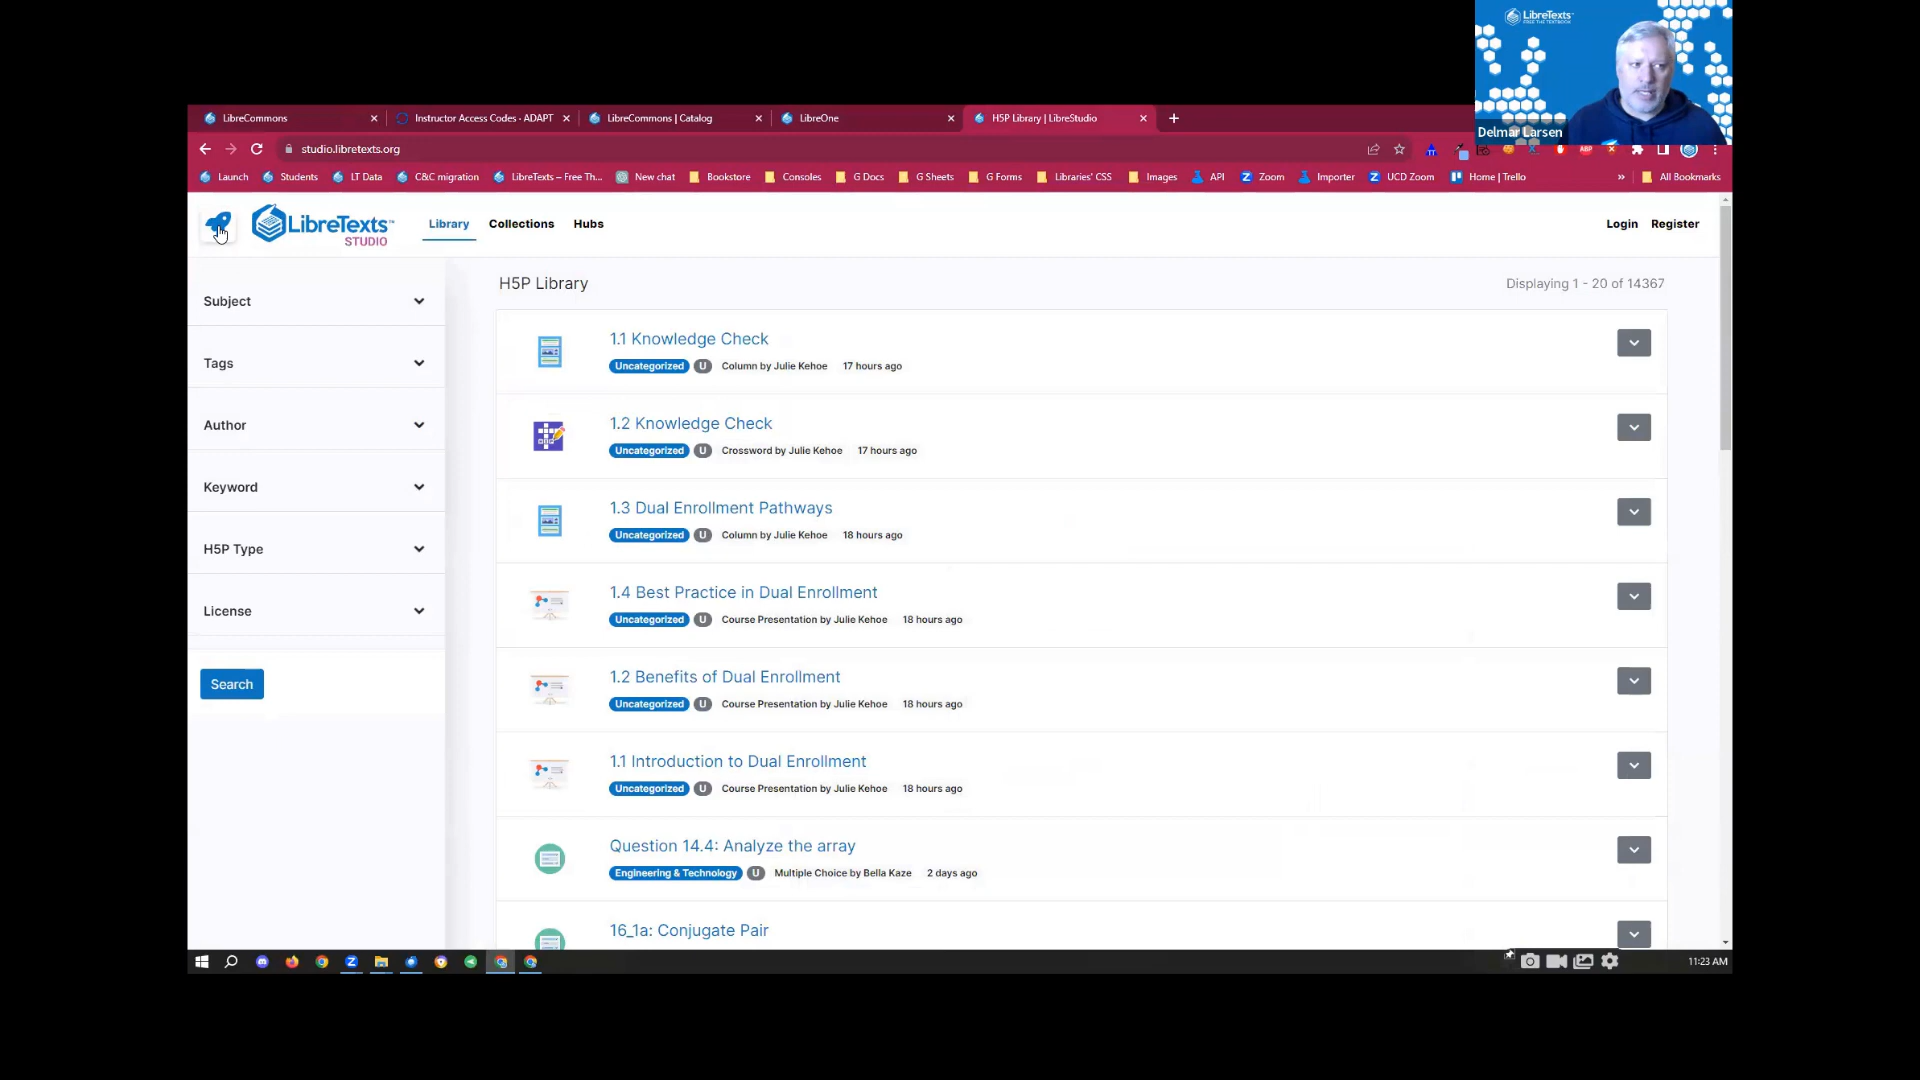 LibreTexts
FREE THE TEXTBOOK
Delmar Larsen
LibreCommons
Instructor Access Codes - ADAPT
LibreCommons | Catalog
LibreOne
H5P Library | LibreStudio
studio.libretexts.org
Launch
Students
LT Data
C&C migration
LibreTexts – Free Th...
New chat
Bookstore
Consoles
G Docs
G Sheets
G Forms
Libraries' CSS
Images
API
Zoom
Importer
UCD Zoom
Home | Trello
»
All Bookmarks
LibreTexts™
STUDIO
Library
Collections
Hubs
Login
Register
Subject
Tags
Author
Keyword
H5P Type
License
Search
H5P Library
Displaying 1 - 20 of 14367
1.1 Knowledge Check
Uncategorized U Column by Julie Kehoe 17 hours ago
1.2 Knowledge Check
Uncategorized U Crossword by Julie Kehoe 17 hours ago
1.3 Dual Enrollment Pathways
Uncategorized U Column by Julie Kehoe 18 hours ago
1.4 Best Practice in Dual Enrollment
Uncategorized U Course Presentation by Julie Kehoe 18 hours ago
1.2 Benefits of Dual Enrollment
Uncategorized U Course Presentation by Julie Kehoe 18 hours ago
1.1 Introduction to Dual Enrollment
Uncategorized U Course Presentation by Julie Kehoe 18 hours ago
Question 14.4: Analyze the array
Engineering & Technology U Multiple Choice by Bella Kaze 2 days ago
16_1a: Conjugate Pair
11:23 AM